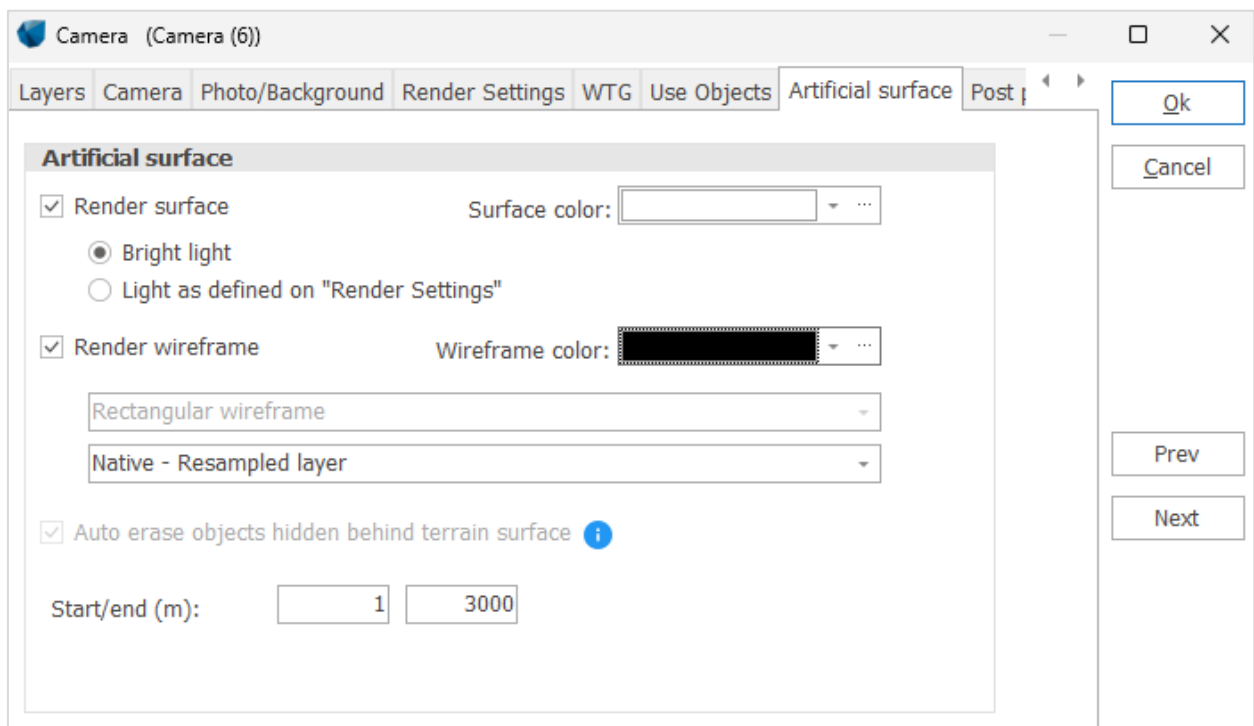 Camera (Camera (6))
Layers Camera Photo/Background Render Settings WTG Use Objects Artificial surface Post
Ok
Cancel
Artificial surface
Render surface Surface color: ...
Bright light
Light as defined on "Render Settings"
Render wireframe Wireframe color: ...
Rectangular wireframe
Native - Resampled layer
Prev
Auto erase objects hidden behind terrain surface i
Next
Start/end (m): 1 3000